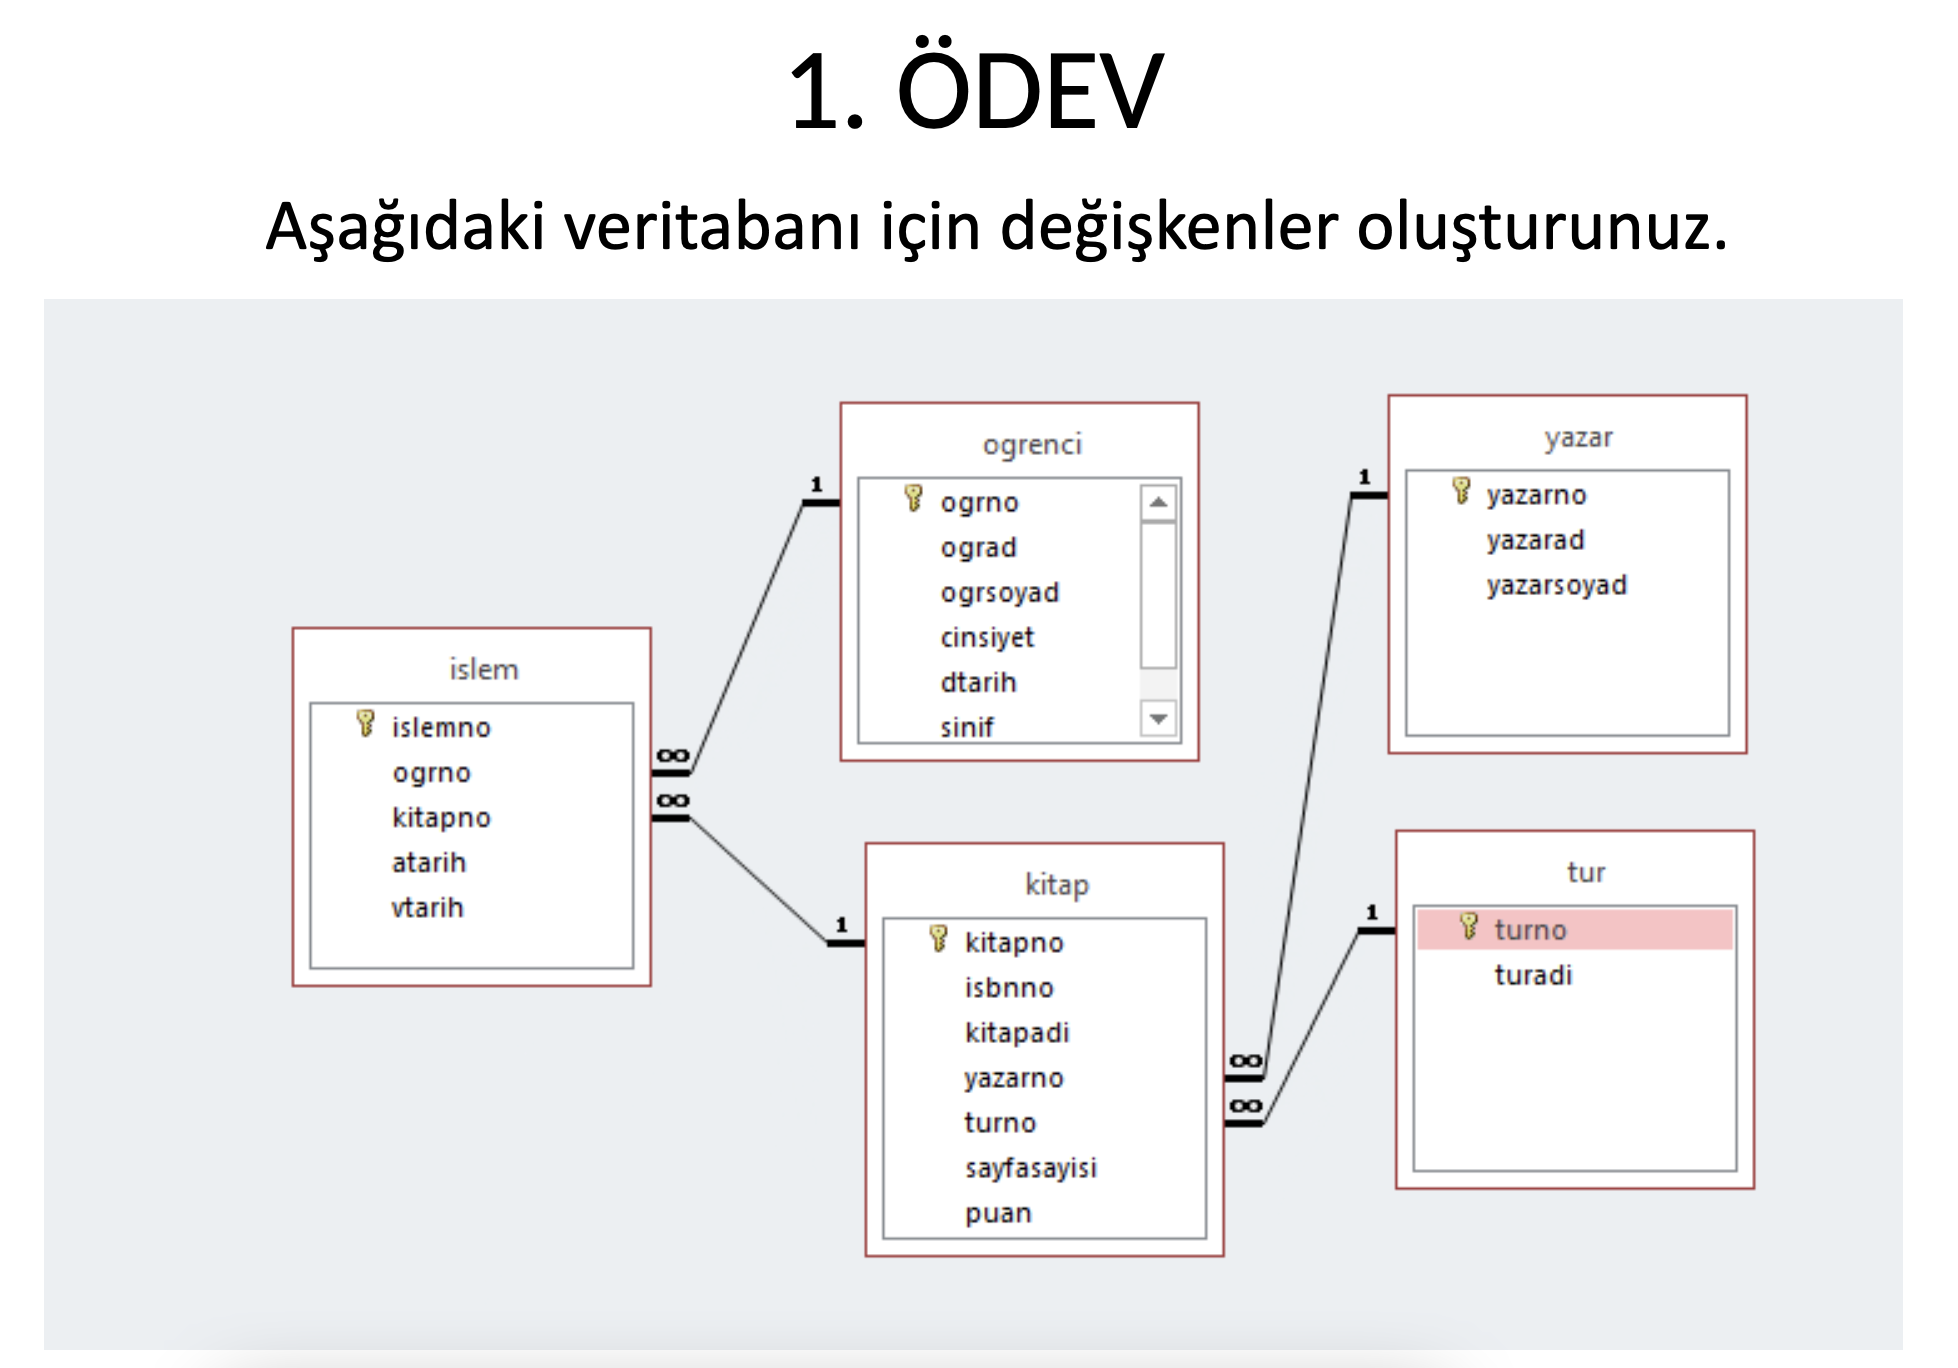 1. ÖDEV
Aşağıdaki veritabanı için değişkenler oluşturunuz.
ogrenci
ogrno
ograd
ogrsoyad
cinsiyet
dtarih
sinif
yazar
yazarno
yazarad
yazarsoyad
islem
islemno
ogrno
kitapno
atarih
vtarih
kitap
kitapno
isbnno
kitapadi
yazarno
turno
sayfasayisi
puan
tur
turno
turadi
1
∞
∞
1
1
1
∞
∞